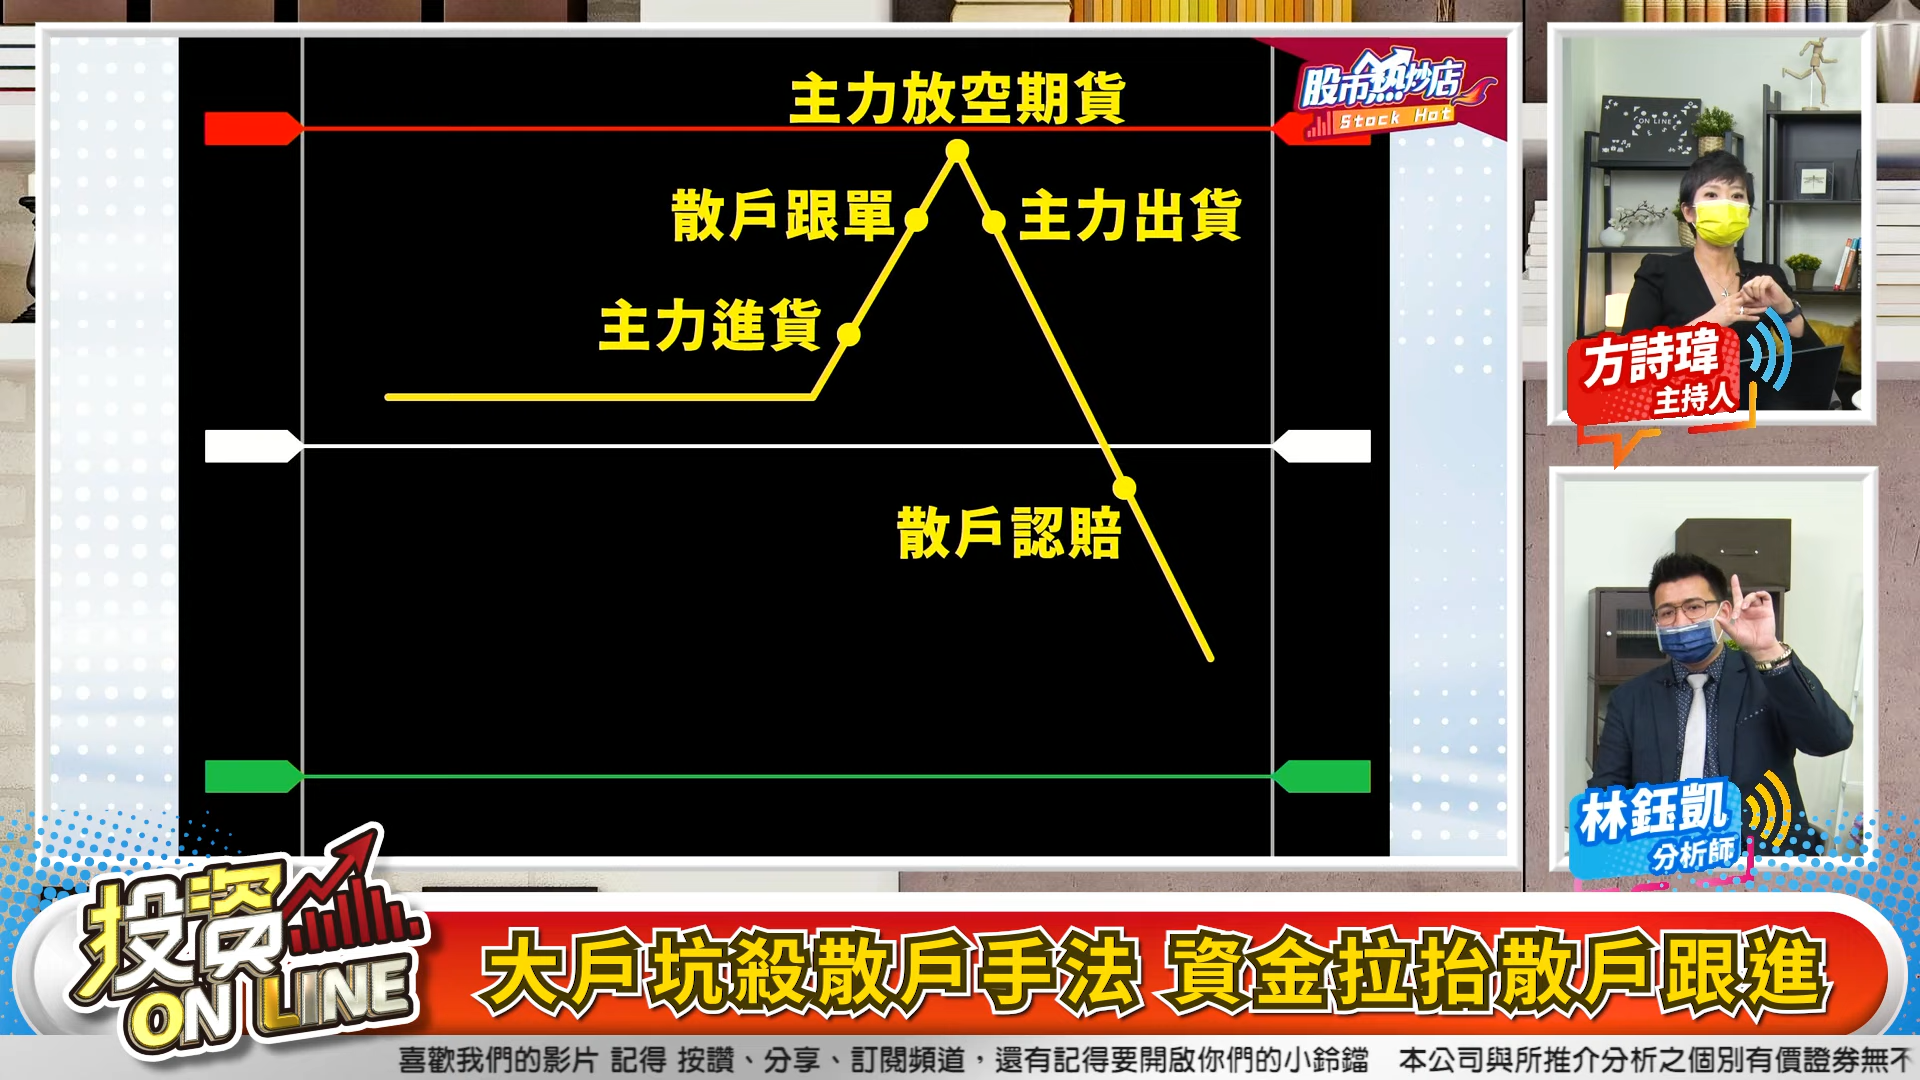 主力放空期貨
股市熱炒店
Stock Hot
散戶跟單
主力出貨
主力進貨
散戶認賠
ON LINE
方詩瑋
主持人
林鈺凱
分析師
投資
ON LINE
大戶坑殺散戶手法 資金拉抬散戶跟進
喜歡我們的影片 記得 按讚、分享、訂閱頻道，還有記得要開啟你們的小鈴鐺 本公司與所推介分析之個別有價證券無不